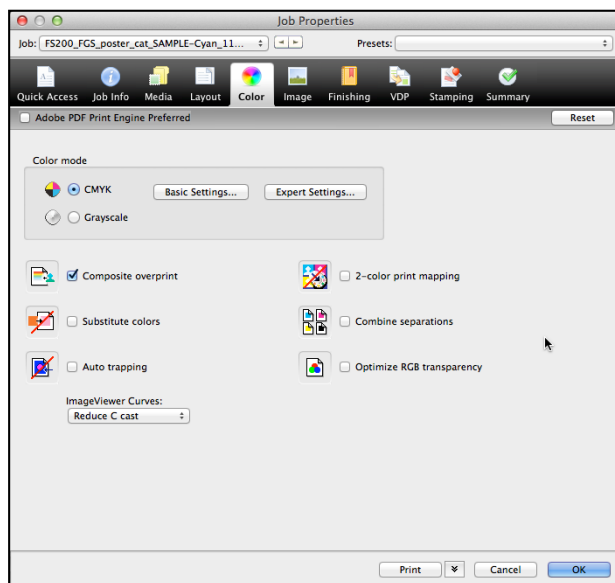 Job Properties
Job: FS200_FGS_poster_cat_SAMPLE-Cyan_11... Presets:
Quick Access Job Info Media Layout Color Image Finishing VDP Stamping Summary
Adobe PDF Print Engine Preferred Reset
Color mode
CMYK Basic Settings... Expert Settings...
Grayscale
Composite overprint 2-color print mapping
Substitute colors Combine separations
Auto trapping Optimize RGB transparency
ImageViewer Curves:
Reduce C cast
Print Cancel OK